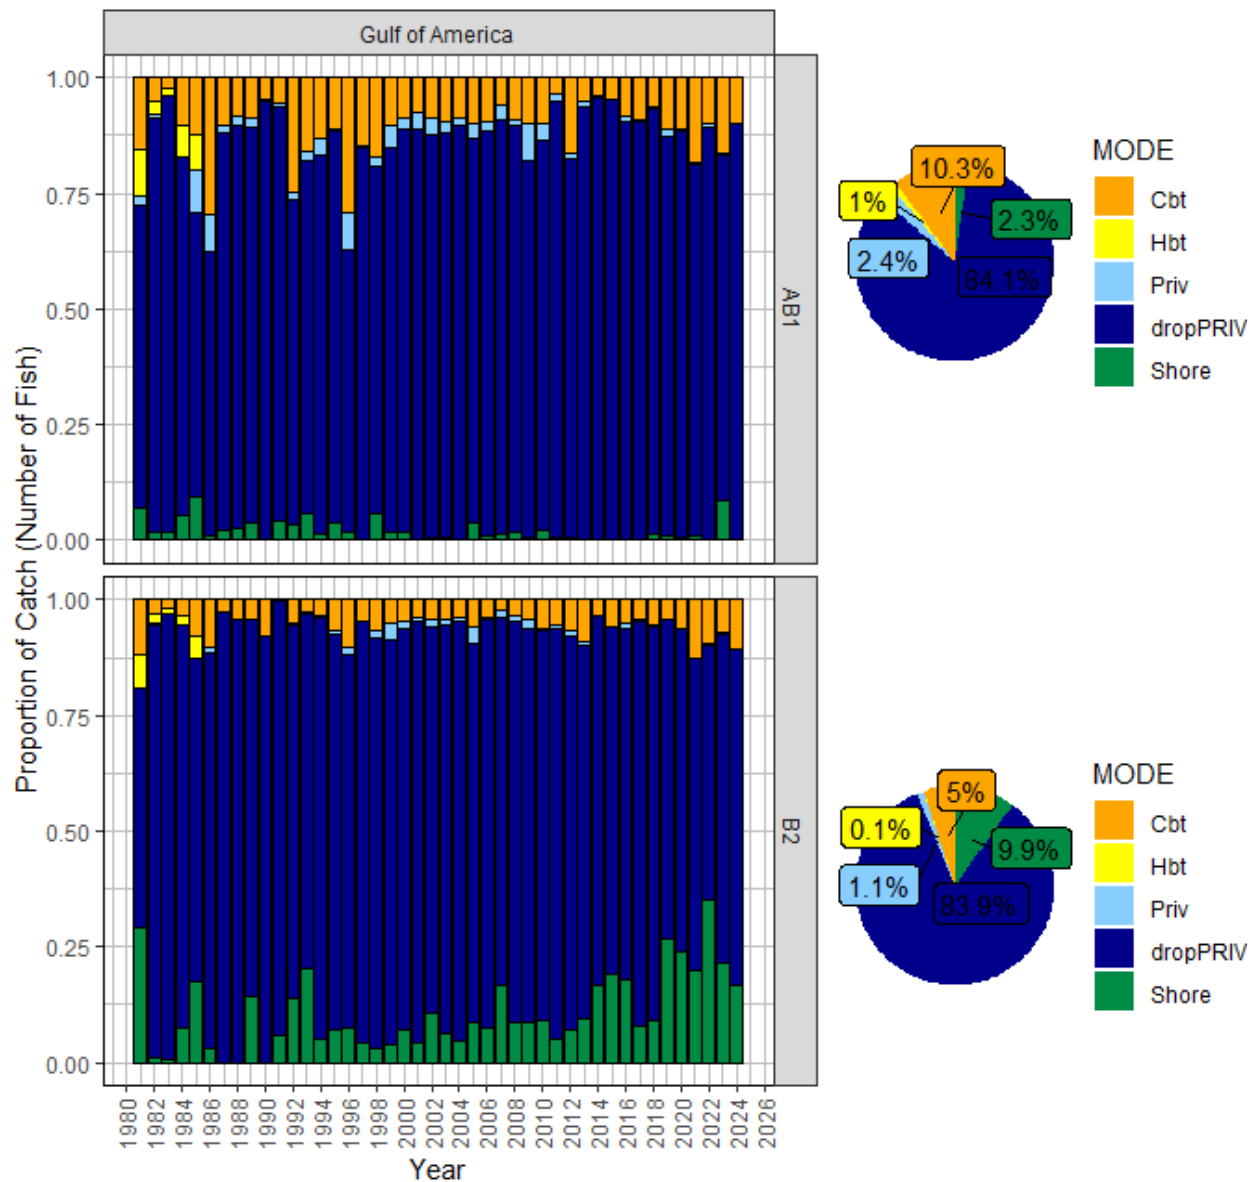 Gulf of America
Proportion of Catch (Number of Fish)
1.00
0.75
0.50
0.25
0.00
AB1
10.3%
1%
2.3%
2.4%
84.1%
MODE
Cbt
Hbt
Priv
dropPRIV
Shore
1.00
0.75
0.50
0.25
0.00
B2
5%
0.1%
9.9%
1.1%
83.9%
MODE
Cbt
Hbt
Priv
dropPRIV
Shore
1980
1982
1984
1986
1988
1990
1992
1994
1996
1998
2000
2002
2004
2006
2008
2010
2012
2014
2016
2018
2020
2022
2024
2026
Year